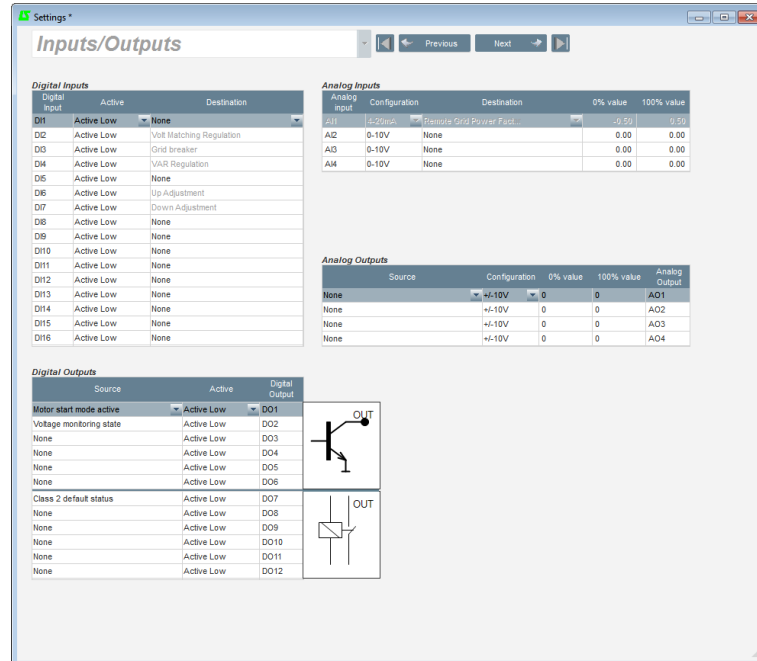 Settings *
Inputs/Outputs
Previous
Next
Digital Inputs
Digital Input Active Destination
DI1 Active Low None
DI2 Active Low Volt Matching Regulation
DI3 Active Low Grid breaker
DI4 Active Low VAR Regulation
DI5 Active Low None
DI6 Active Low Up Adjustment
DI7 Active Low Down Adjustment
DI8 Active Low None
DI9 Active Low None
DI10 Active Low None
DI11 Active Low None
DI12 Active Low None
DI13 Active Low None
DI14 Active Low None
DI15 Active Low None
DI16 Active Low None
Analog Inputs
Analog input Configuration Destination 0% value 100% value
AI1 4-20mA Remote Grid Power Fact... -0.50 0.50
AI2 0-10V None 0.00 0.00
AI3 0-10V None 0.00 0.00
AI4 0-10V None 0.00 0.00
Analog Outputs
Source Configuration 0% value 100% value Analog Output
None +/-10V 0 0 AO1
None +/-10V 0 0 AO2
None +/-10V 0 0 AO3
None +/-10V 0 0 AO4
Digital Outputs
Source Active Digital Output
Motor start mode active Active Low DO1
Voltage monitoring state Active Low DO2
None Active Low DO3
None Active Low DO4
None Active Low DO5
None Active Low DO6
OUT
Class 2 default status Active Low DO7
None Active Low DO8
None Active Low DO9
None Active Low DO10
None Active Low DO11
None Active Low DO12
OUT